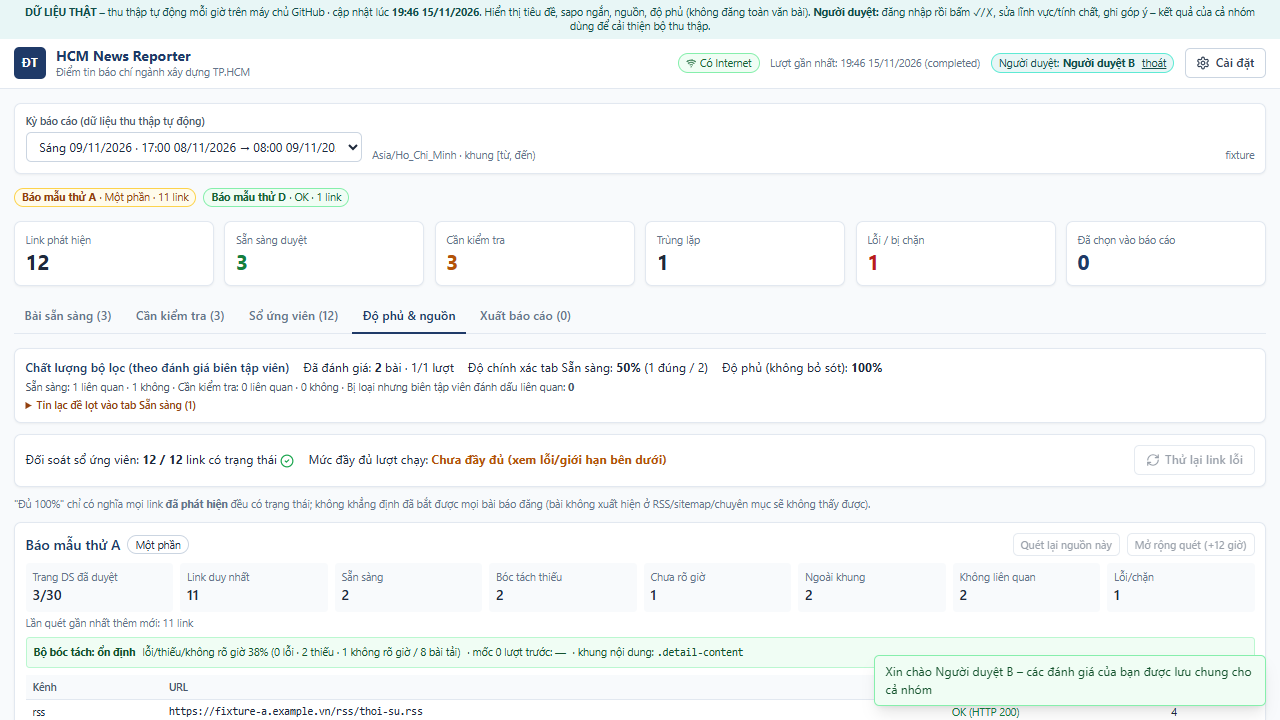 DỮ LIỆU THẬT – thu thập tự động mỗi giờ trên máy chủ GitHub · cập nhật lúc 19:46 15/11/2026. Hiển thị tiêu đề, sapo ngắn, nguồn, độ phủ (không đăng toàn văn bài). Người duyệt: đăng nhập rồi bấm ✓/✗, sửa lĩnh vực/tính chất, ghi góp ý – kết quả của cả nhóm
dùng để cải thiện bộ thu thập.
ĐT
HCM News Reporter
Điểm tin báo chí ngành xây dựng TP.HCM
Có Internet
Lượt gần nhất: 19:46 15/11/2026 (completed)
Người duyệt: Người duyệt B thoát
Cài đặt
Kỳ báo cáo (dữ liệu thu thập tự động)
Sáng 09/11/2026 · 17:00 08/11/2026 → 08:00 09/11/20
Asia/Ho_Chi_Minh · khung [từ, đến)
fixture
Báo mẫu thử A · Một phần · 11 link
Báo mẫu thử D · OK · 1 link
Link phát hiện
12
Sẵn sàng duyệt
3
Cần kiểm tra
3
Trùng lặp
1
Lỗi / bị chặn
1
Đã chọn vào báo cáo
0
Bài sẵn sàng (3)
Cần kiểm tra (3)
Sổ ứng viên (12)
Độ phủ & nguồn
Xuất báo cáo (0)
Chất lượng bộ lọc (theo đánh giá biên tập viên) Đã đánh giá: 2 bài · 1/1 lượt Độ chính xác tab Sẵn sàng: 50% (1 đúng / 2) Độ phủ (không bỏ sót): 100%
Sẵn sàng: 1 liên quan · 1 không · Cần kiểm tra: 0 liên quan · 0 không · Bị loại nhưng biên tập viên đánh dấu liên quan: 0
▶ Tin lạc đề lọt vào tab Sẵn sàng (1)
Đối soát sổ ứng viên: 12 / 12 link có trạng thái
Mức đầy đủ lượt chạy: Chưa đầy đủ (xem lỗi/giới hạn bên dưới)
Thử lại link lỗi
"Đủ 100%" chỉ có nghĩa mọi link đã phát hiện đều có trạng thái; không khẳng định đã bắt được mọi bài báo đăng (bài không xuất hiện ở RSS/sitemap/chuyên mục sẽ không thấy được).
Báo mẫu thử A
Một phần
Quét lại nguồn này
Mở rộng quét (+12 giờ)
Trang DS đã duyệt
3/30
Link duy nhất
11
Sẵn sàng
2
Bóc tách thiếu
2
Chưa rõ giờ
1
Ngoài khung
2
Không liên quan
2
Lỗi/chặn
1
Lần quét gần nhất thêm mới: 11 link
Bộ bóc tách: ổn định lỗi/thiếu/không rõ giờ 38% (0 lỗi · 2 thiếu · 1 không rõ giờ / 8 bài tải) · mốc 0 lượt trước: — · khung nội dung: .detail-content
Kênh
URL
rss
https://fixture-a.example.vn/rss/thoi-su.rss
OK (HTTP 200)
4
Xin chào Người duyệt B – các đánh giá của bạn được lưu chung cho
cả nhóm